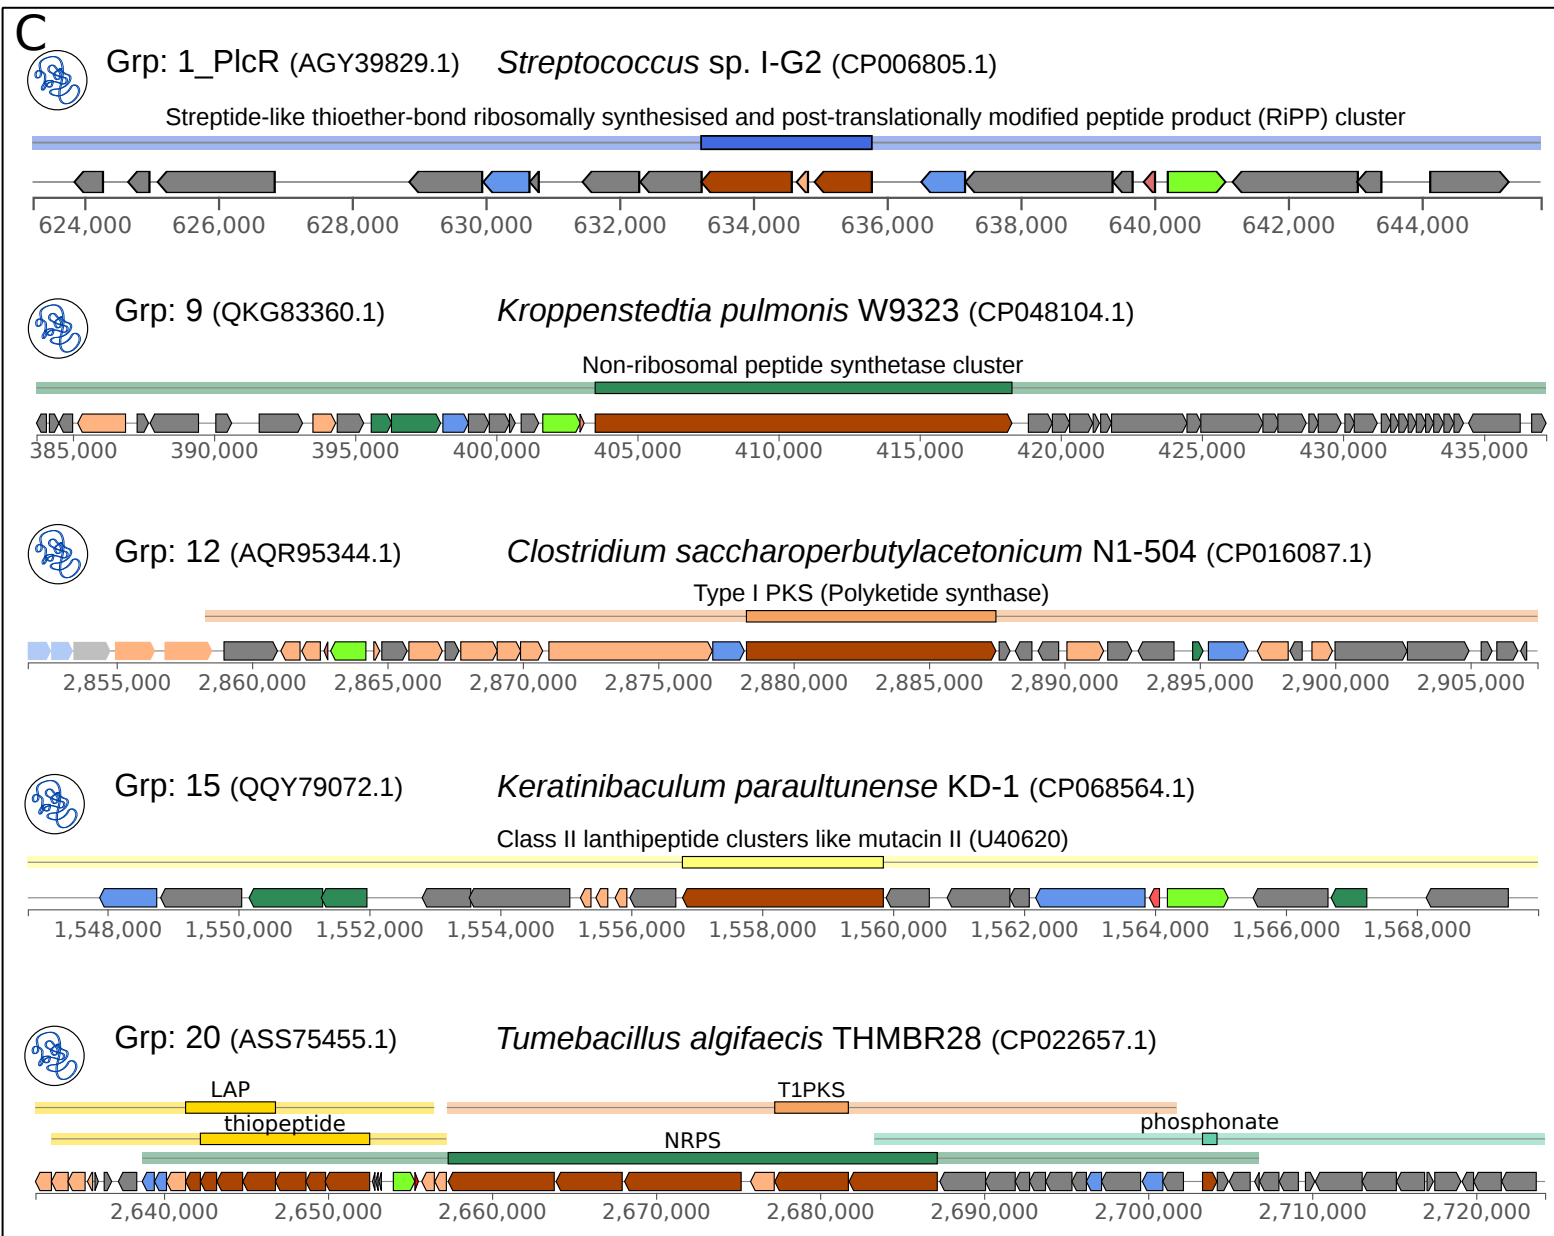 C
Grp: 1_PlcR (AGY39829.1) Streptococcus sp. I-G2 (CP006805.1)
Streptide-like thioether-bond ribosomally synthesised and post-translationally modified peptide product (RiPP) cluster
624,000 626,000 628,000 630,000 632,000 634,000 636,000 638,000 640,000 642,000 644,000
Grp: 9 (QKG83360.1) Kroppenstedtia pulmonis W9323 (CP048104.1)
Non-ribosomal peptide synthetase cluster
385,000 390,000 395,000 400,000 405,000 410,000 415,000 420,000 425,000 430,000 435,000
Grp: 12 (AQR95344.1) Clostridium saccharoperbutylacetonicum N1-504 (CP016087.1)
Type I PKS (Polyketide synthase)
2,855,000 2,860,000 2,865,000 2,870,000 2,875,000 2,880,000 2,885,000 2,890,000 2,895,000 2,900,000 2,905,000
Grp: 15 (QQY79072.1) Keratinibaculum paraultunense KD-1 (CP068564.1)
Class II lanthipeptide clusters like mutacin II (U40620)
1,548,000 1,550,000 1,552,000 1,554,000 1,556,000 1,558,000 1,560,000 1,562,000 1,564,000 1,566,000 1,568,000
Grp: 20 (ASS75455.1) Tumebacillus algifaecis THMBR28 (CP022657.1)
LAP T1PKS
thiopeptide phosphonate
NRPS
2,640,000 2,650,000 2,660,000 2,670,000 2,680,000 2,690,000 2,700,000 2,710,000 2,720,000